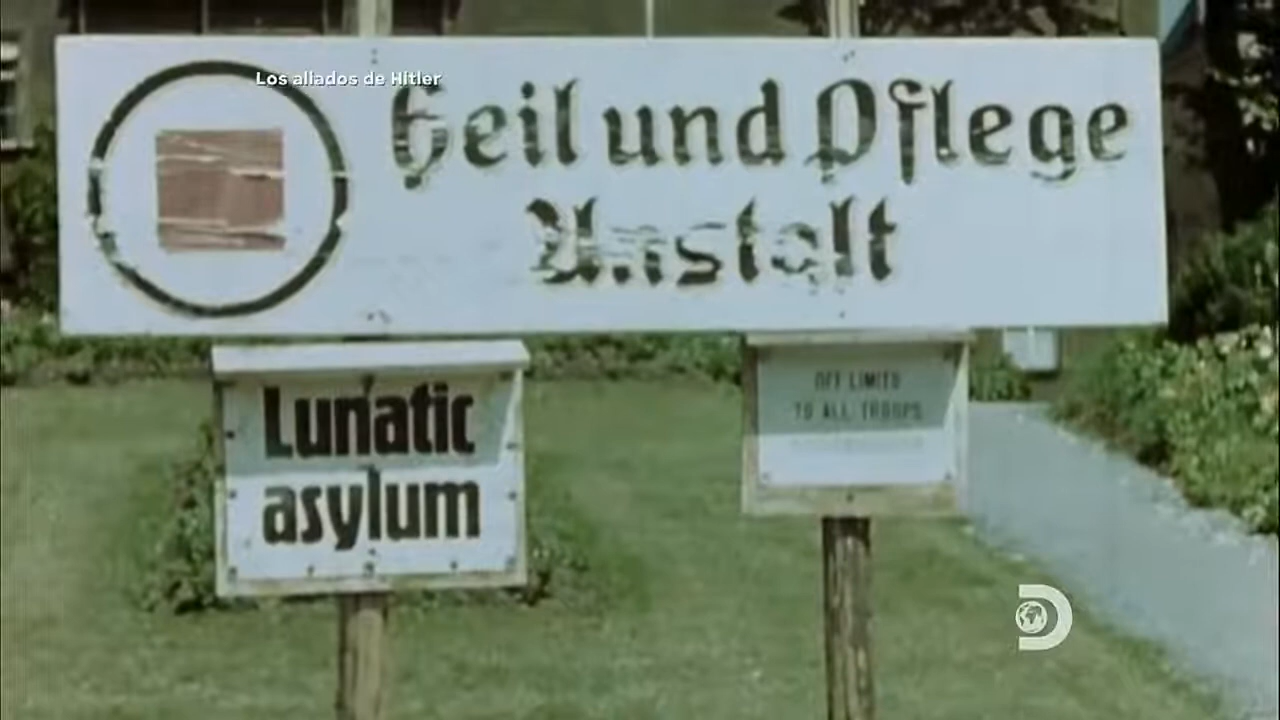 Los aliados de Hitler
Heil und Pflege
Anstalt
Lunatic
asylum
OFF LIMITS
TO ALL TROOPS